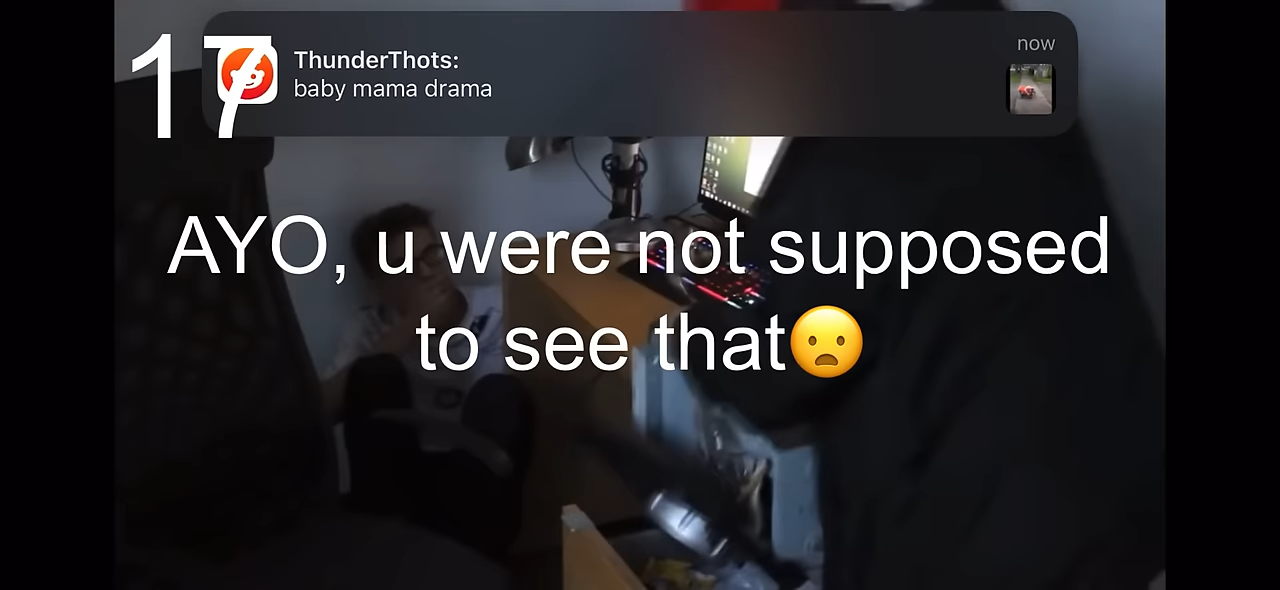 17
ThunderThots:
now
baby mama drama
AYO, u were not supposed
to see that😦